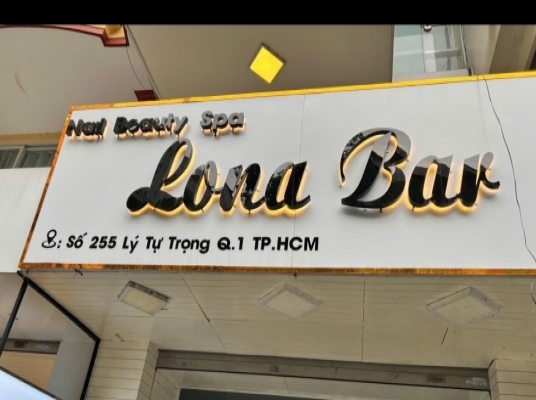 Nail Beauty Spa
Lona Bar
: Số 255 Lý Tự Trọng Q.1 TP.HCM